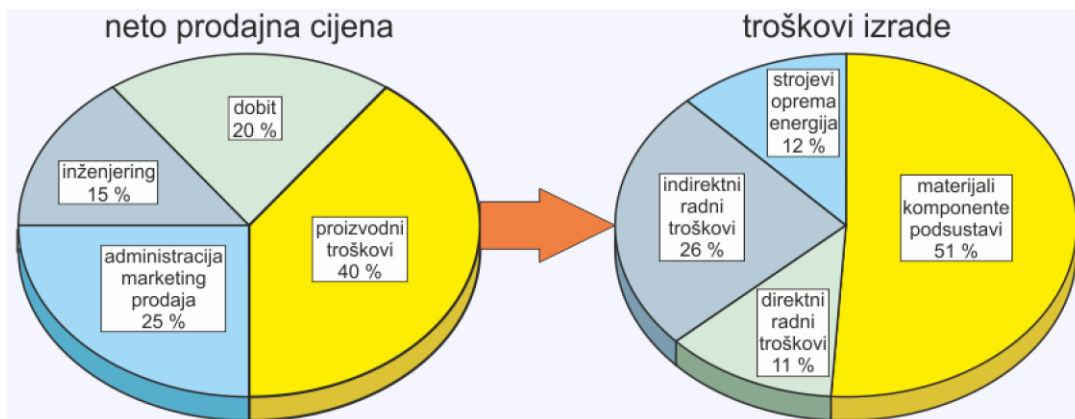 neto prodajna cijena
dobit
20 %
inženjering
15 %
proizvodni
troškovi
40 %
administracija
marketing
prodaja
25 %
troškovi izrade
strojevi
oprema
energija
12 %
indirektni
radni
troškovi
26 %
materijali
komponente
podsustavi
51 %
direktni
radni
troškovi
11 %